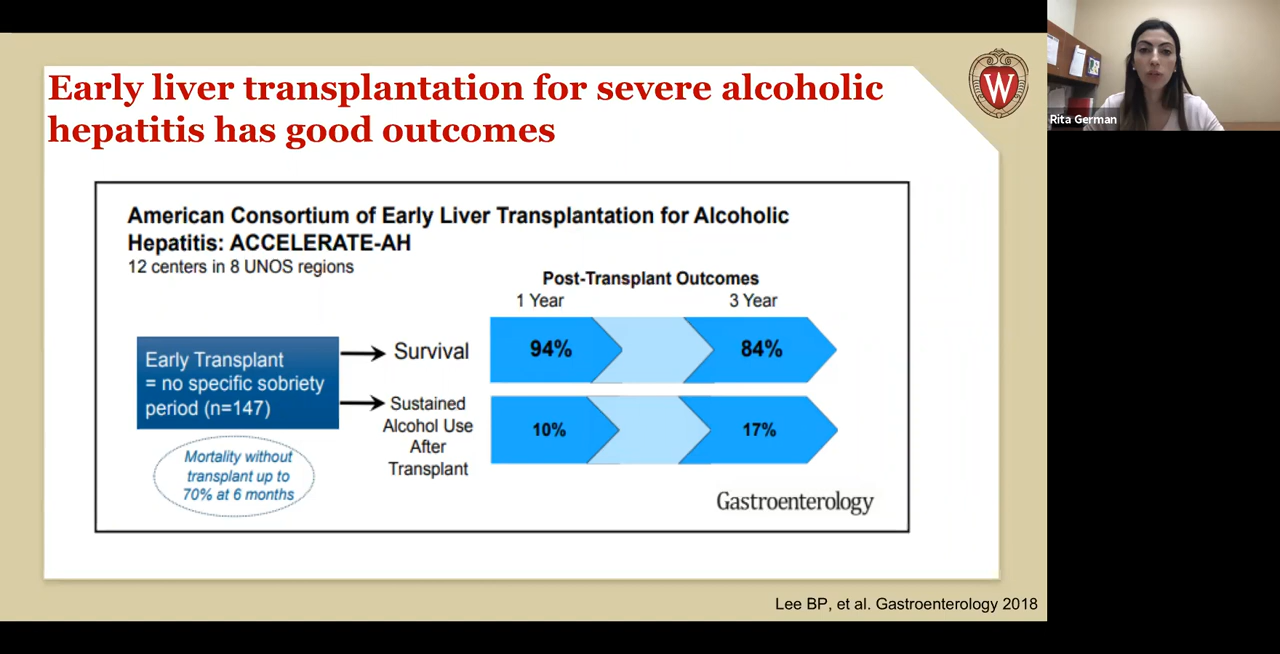 Early liver transplantation for severe alcoholic
hepatitis has good outcomes
W
Rita German
American Consortium of Early Liver Transplantation for Alcoholic
Hepatitis: ACCELERATE-AH
12 centers in 8 UNOS regions
Post-Transplant Outcomes
1 Year 3 Year
Early Transplant
= no specific sobriety
period (n=147)
Survival
94% 84%
Sustained
Alcohol Use
After
Transplant
10% 17%
Mortality without
transplant up to
70% at 6 months
Gastroenterology
Lee BP, et al. Gastroenterology 2018